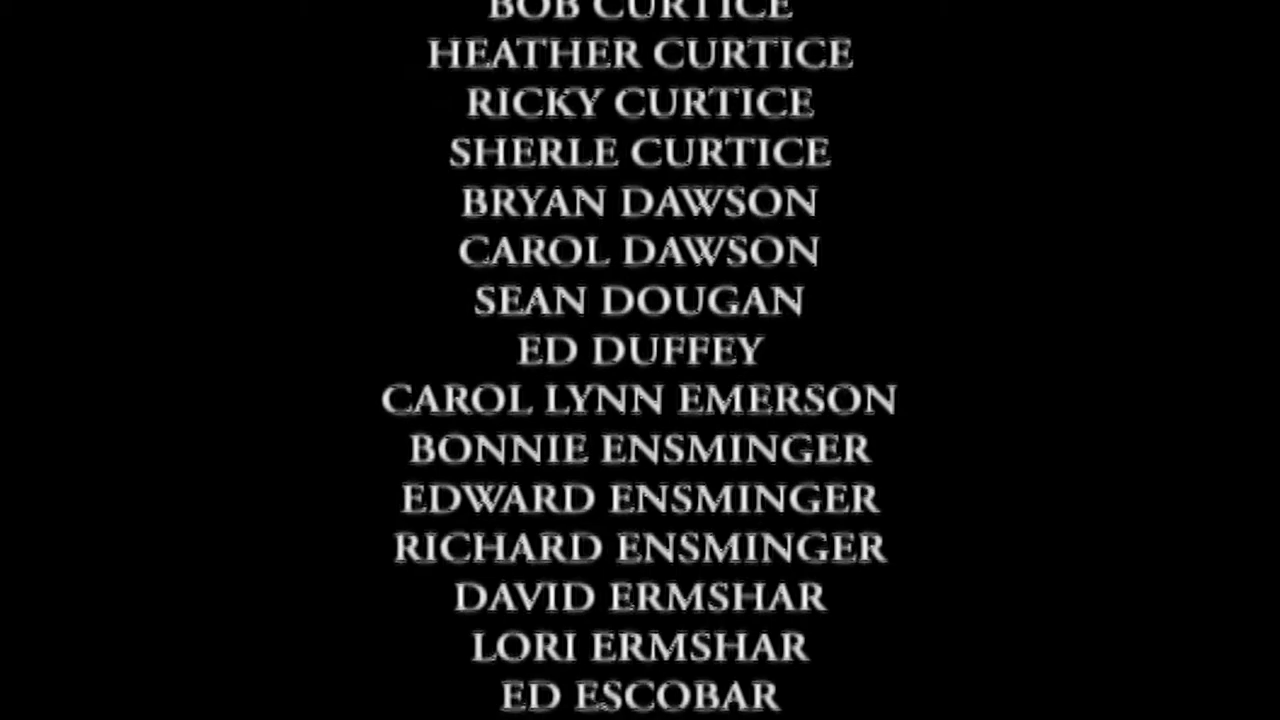 BOB CURTICE
HEATHER CURTICE
RICKY CURTICE
SHERLE CURTICE
BRYAN DAWSON
CAROL DAWSON
SEAN DOUGAN
ED DUFFEY
CAROL LYNN EMERSON
BONNIE ENSMINGER
EDWARD ENSMINGER
RICHARD ENSMINGER
DAVID ERMSHAR
LORI ERMSHAR
ED ESCOBAR